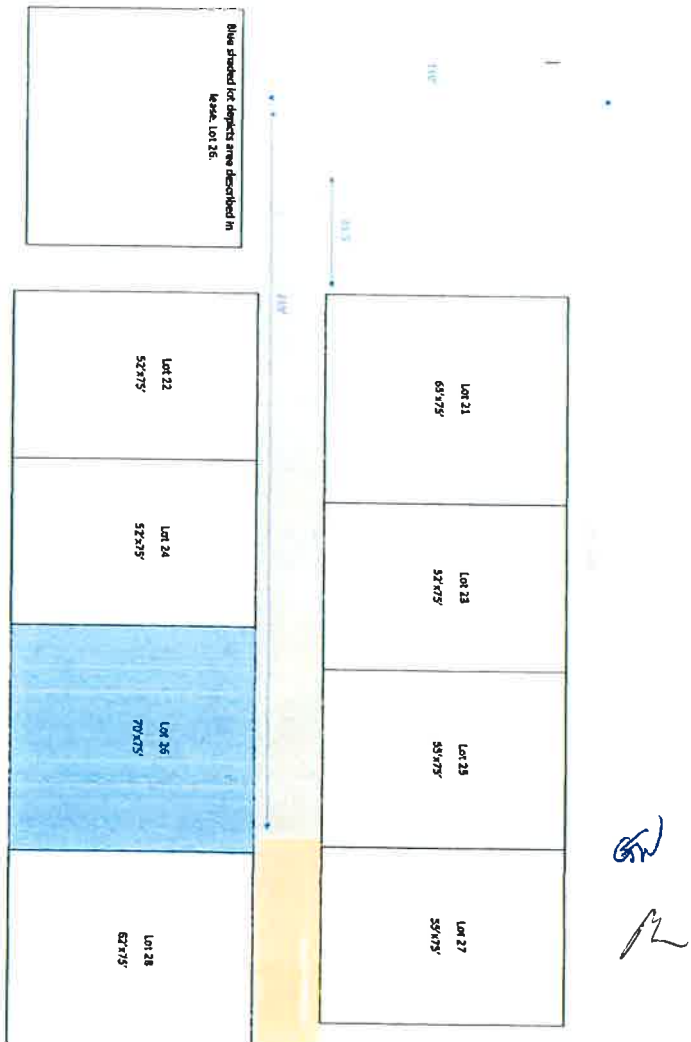 Blue shaded lot depicts area described in
lease. Lot 26.
Lot 21
65'x75'
Lot 23
52'x75'
Lot 25
55'x75'
Lot 27
55'x75'
Lot 22
52'x75'
Lot 24
52'x75'
Lot 26
70'x75'
Lot 28
62'x75'